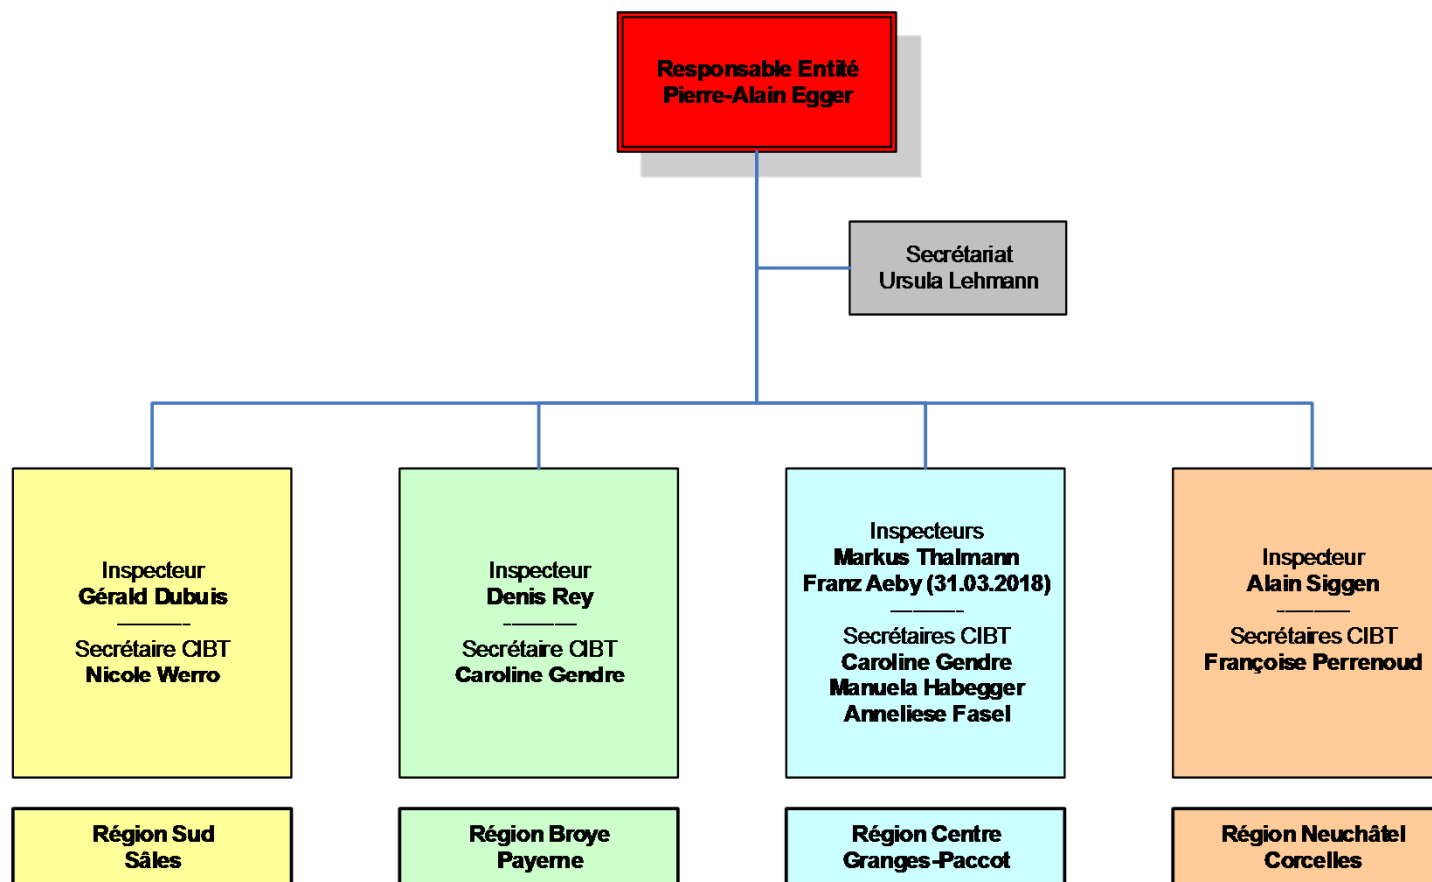 Responsable Entité
Pierre-Alain Egger
Secrétariat
Ursula Lehmann
Inspecteur
Gérald Dubuis
Secrétaire CIBT
Nicole Werro
Inspecteur
Denis Rey
Secrétaire CIBT
Caroline Gendre
Inspecteurs
Markus Thalmann
Franz Aeby (31.03.2018)
Secrétaires CIBT
Caroline Gendre
Manuela Habegger
Anneliese Fasel
Inspecteur
Alain Siggen
Secrétaires CIBT
Françoise Perrenoud
Région Sud
Sâles
Région Broye
Payerne
Région Centre
Granges-Paccot
Région Neuchâtel
Corcelles